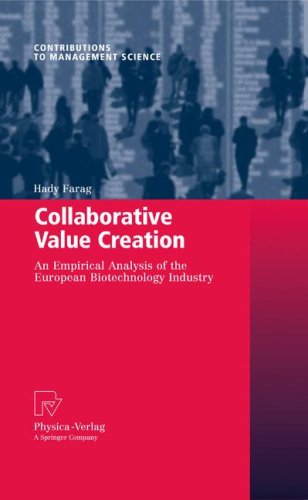 CONTRIBUTIONS
TO MANAGEMENT SCIENCE
Hady Farag
Collaborative
Value Creation
An Empirical Analysis of the
European Biotechnology Industry
Physica-Verlag
A Springer Company